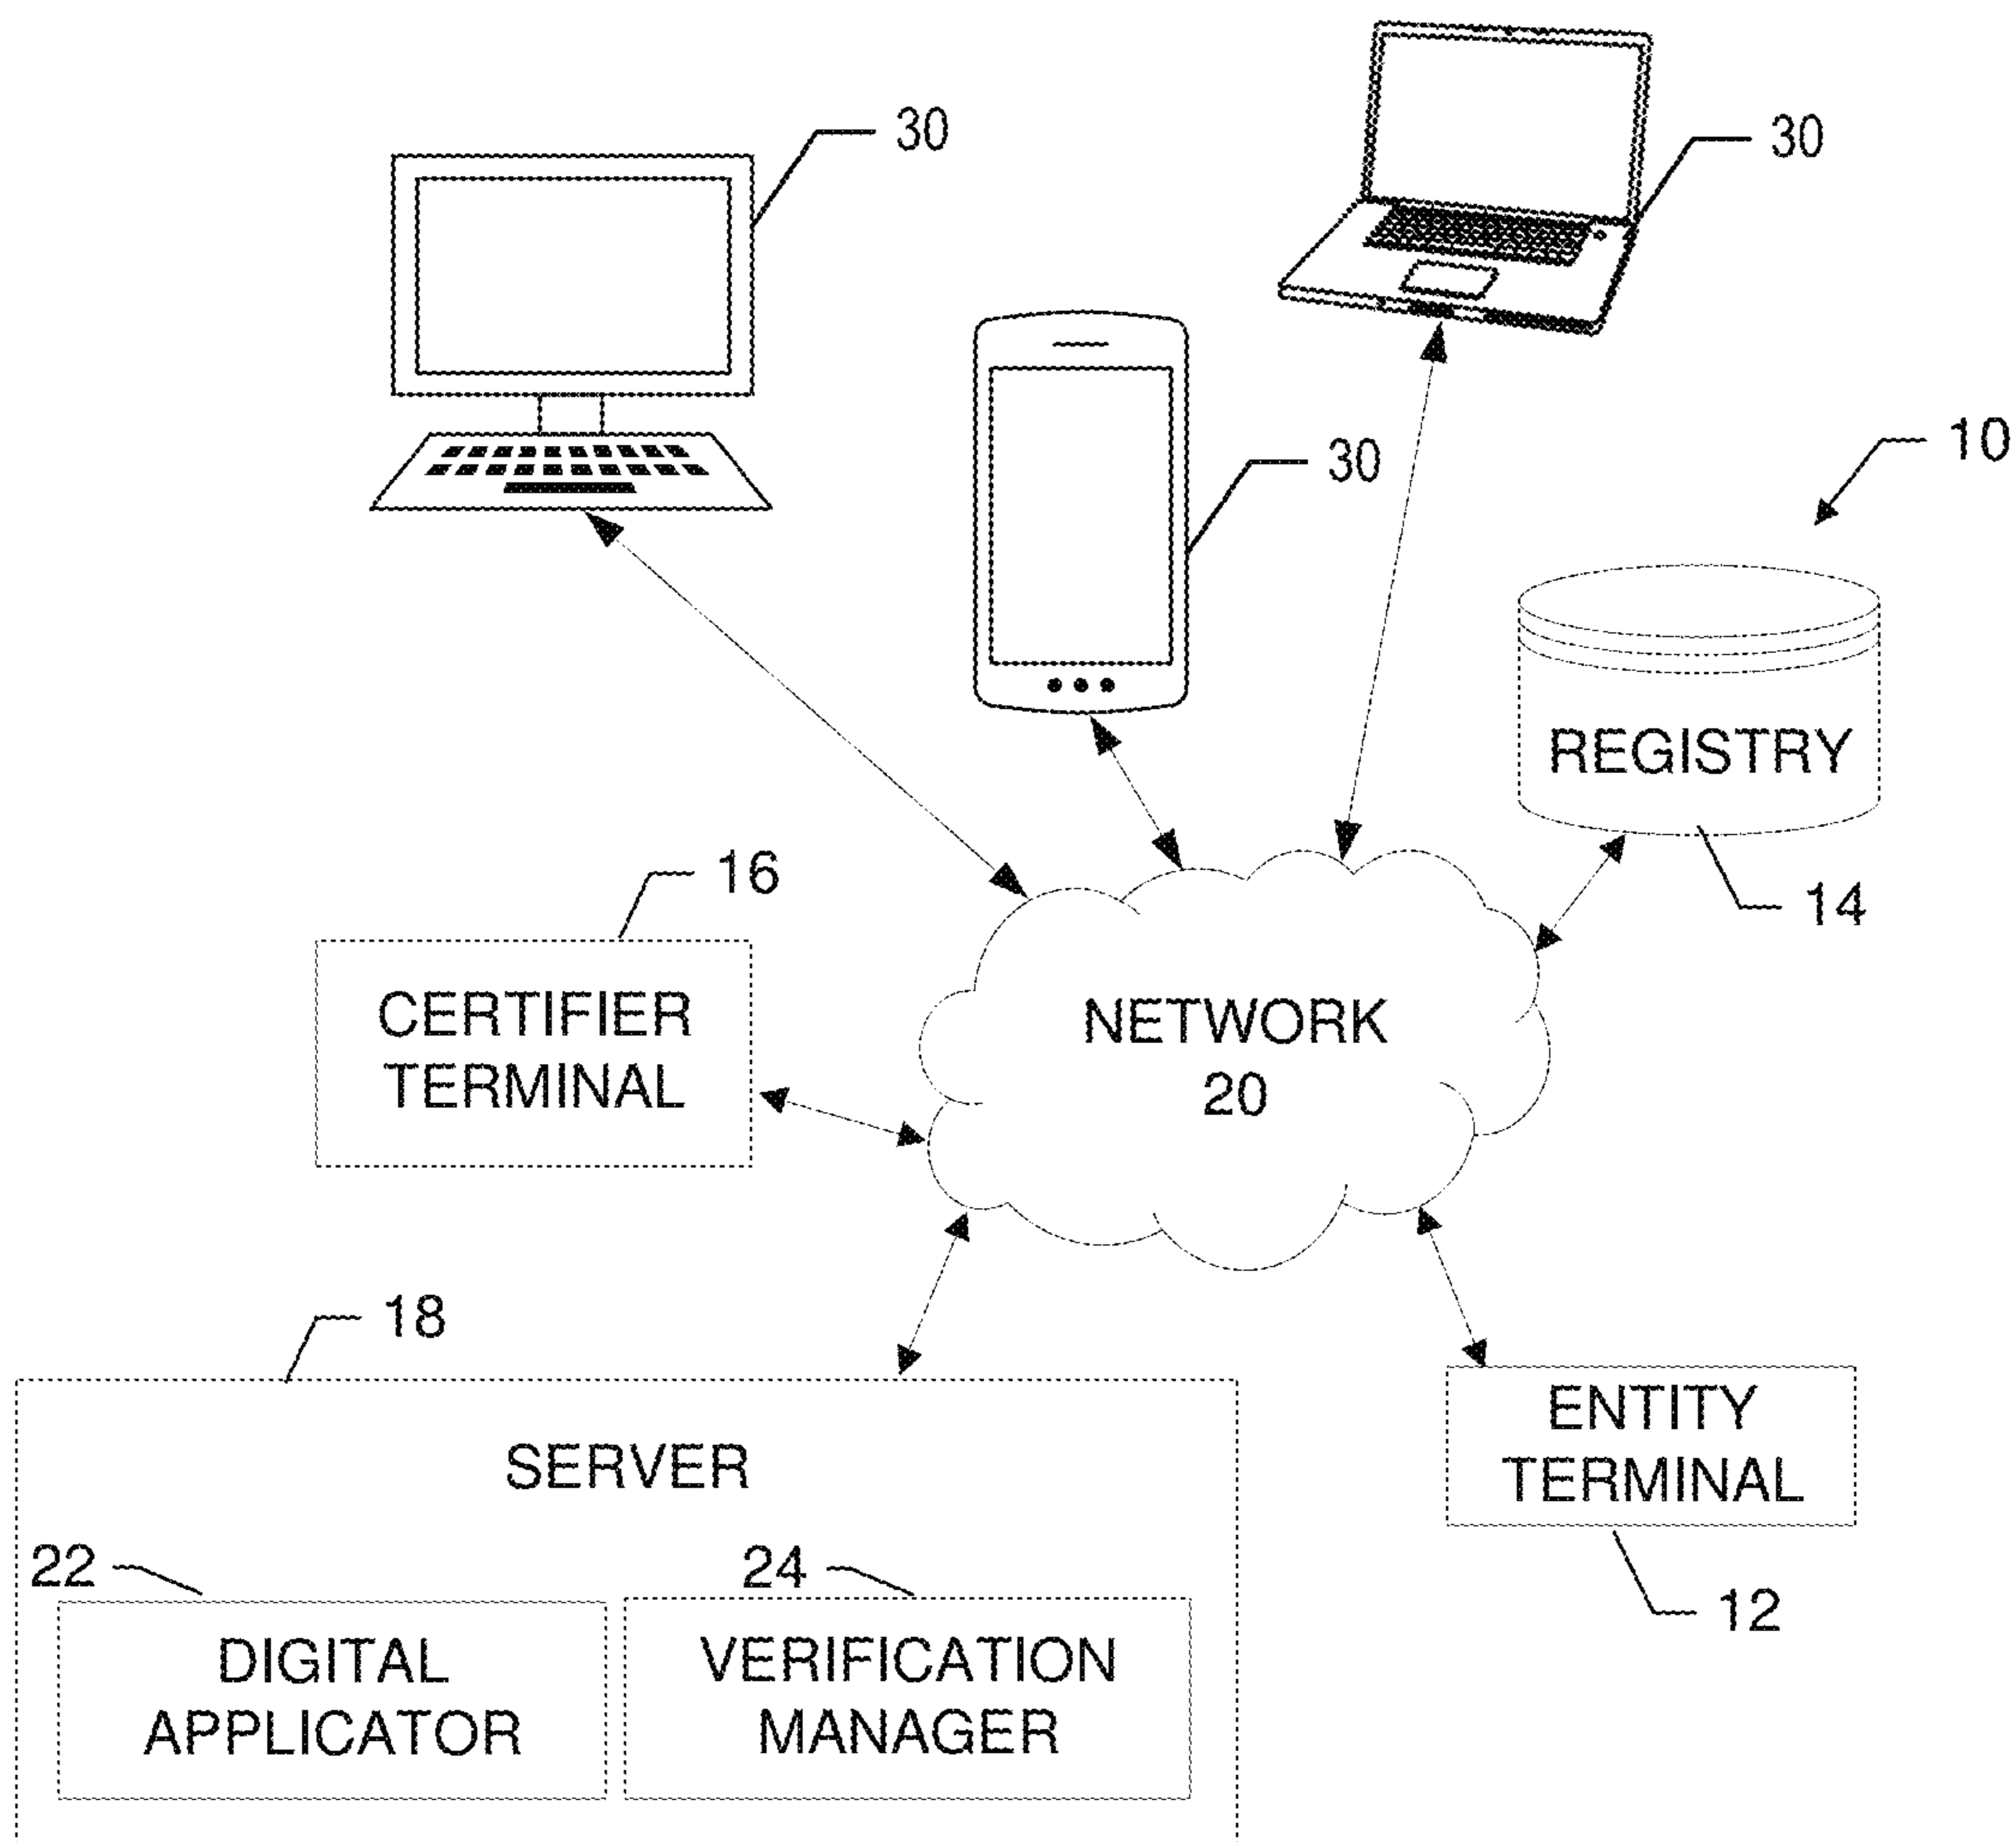 30
30
30
10
REGISTRY
14
16
CERTIFIER
TERMINAL
NETWORK
20
18
SERVER
22
24
DIGITAL
APPLICATOR
VERIFICATION
MANAGER
ENTITY
TERMINAL
12